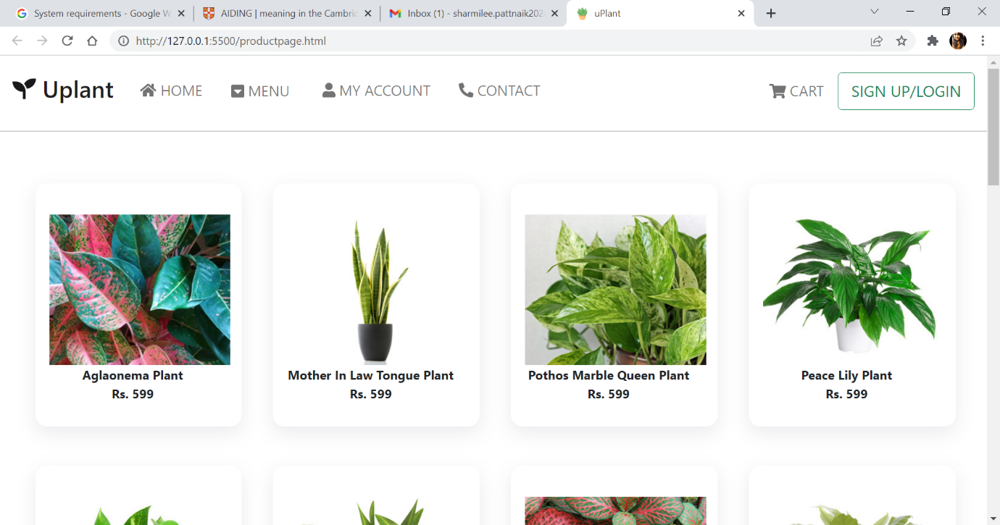 System requirements - Google W
AIDING | meaning in the Cambric
Inbox (1) - sharmilee.pattnaik202
uPlant
http://127.0.0.1:5500/productpage.html
Uplant HOME MENU MY ACCOUNT CONTACT CART SIGN UP/LOGIN
Aglaonema Plant
Rs. 599
Mother In Law Tongue Plant
Rs. 599
Pothos Marble Queen Plant
Rs. 599
Peace Lily Plant
Rs. 599